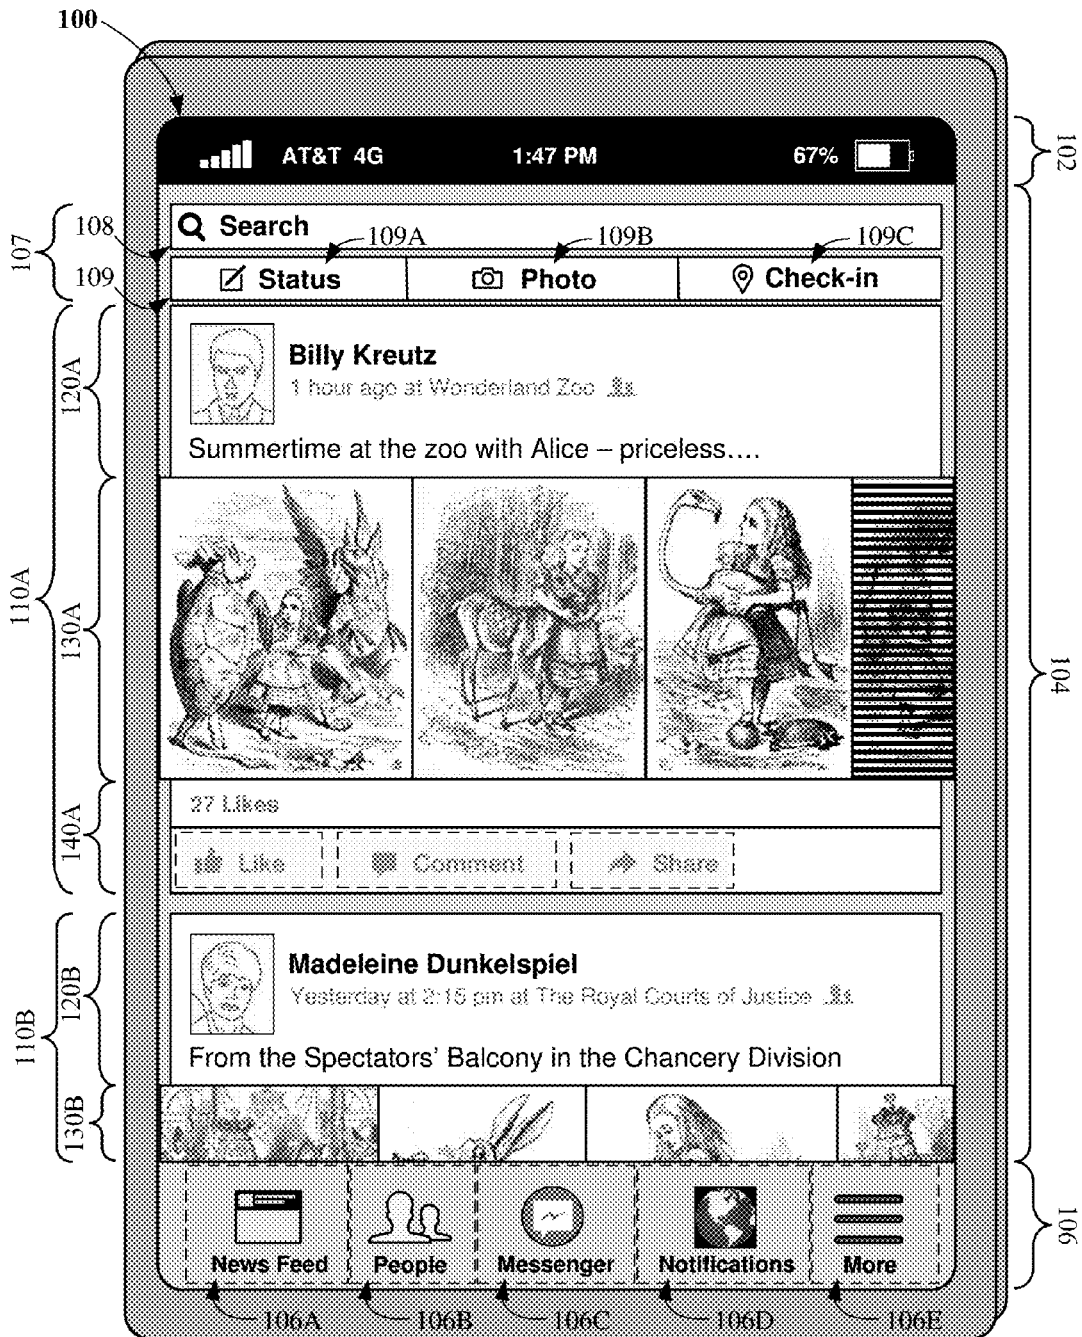 100
AT&T 4G 1:47 PM 67%
102
107
108
Search
109A
109B
109C
109
Status Photo Check-in
110A
120A
Billy Kreutz
1 hour ago at Wonderland Zoo
Summertime at the zoo with Alice – priceless....
130A
104
140A
27 Likes
Like Comment Share
110B
120B
Madeleine Dunkelspiel
Yesterday at 2:15 pm at The Royal Courts of Justice
From the Spectators' Balcony in the Chancery Division
130B
106
News Feed People Messenger Notifications More
106A 106B 106C 106D 106E